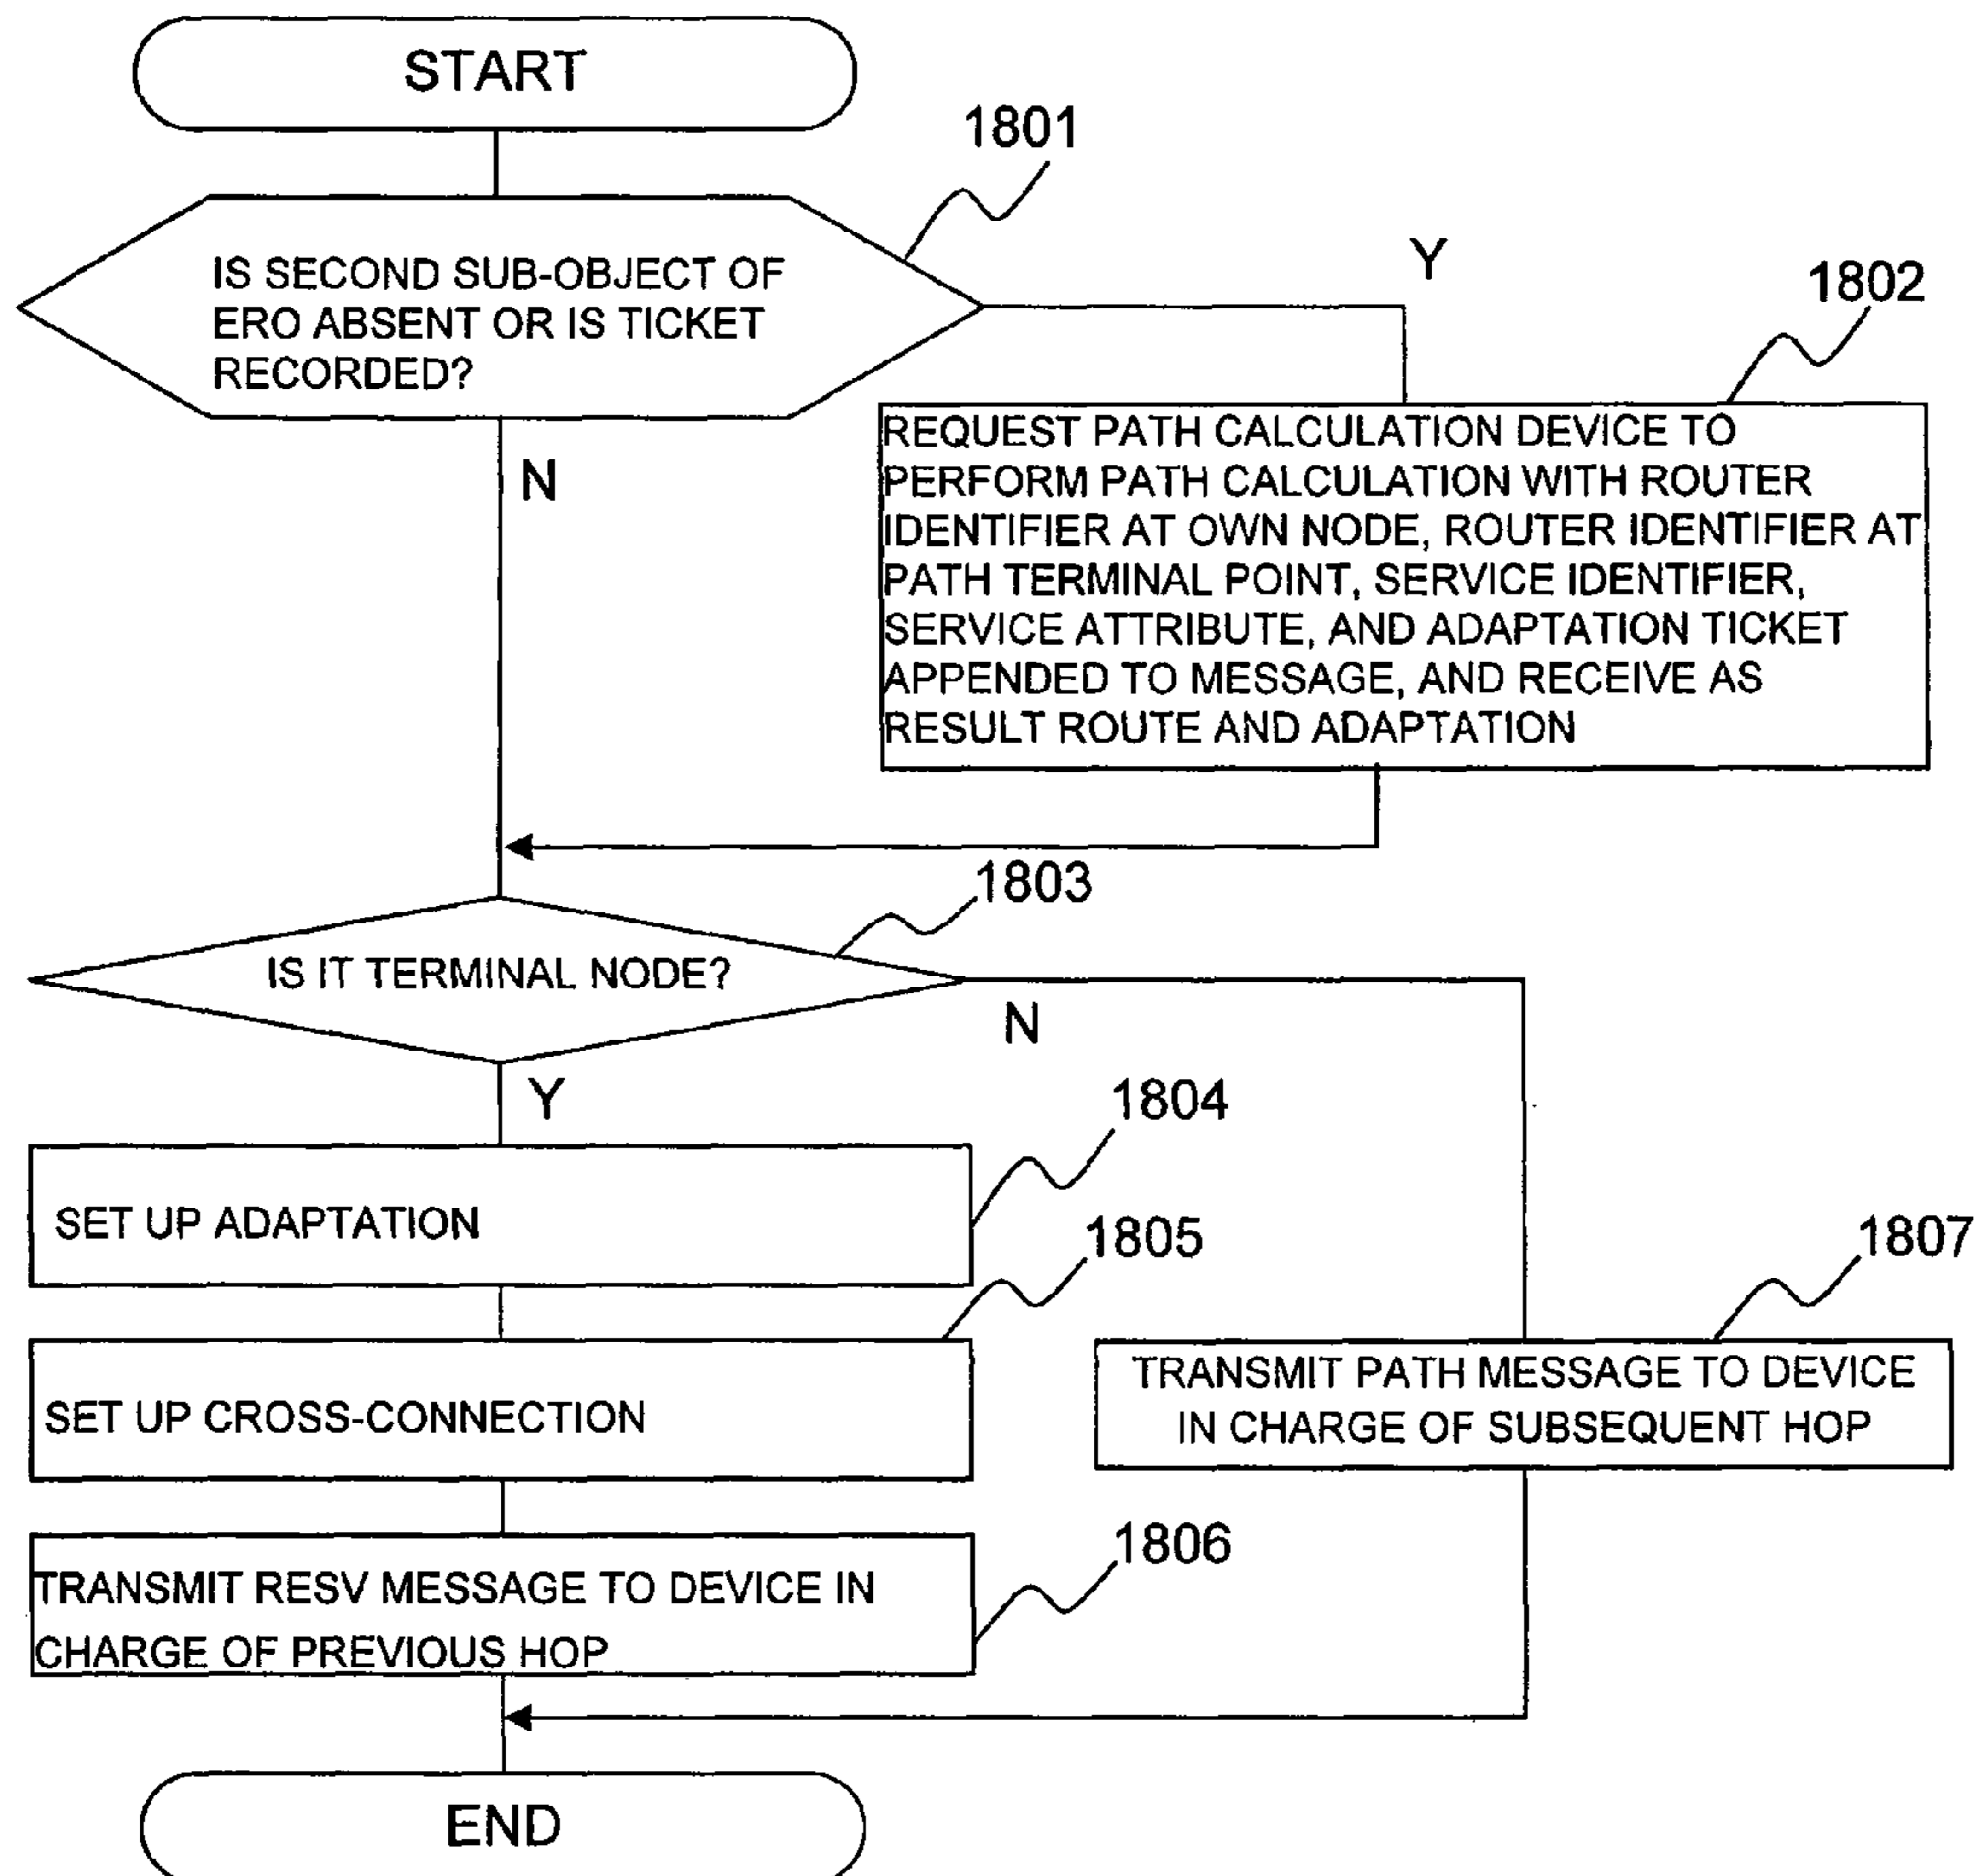 START
1801
IS SECOND SUB-OBJECT OF
ERO ABSENT OR IS TICKET
RECORDED?
Y
1802
N
REQUEST PATH CALCULATION DEVICE TO
PERFORM PATH CALCULATION WITH ROUTER
IDENTIFIER AT OWN NODE, ROUTER IDENTIFIER AT
PATH TERMINAL POINT, SERVICE IDENTIFIER,
SERVICE ATTRIBUTE, AND ADAPTATION TICKET
APPENDED TO MESSAGE, AND RECEIVE AS
RESULT ROUTE AND ADAPTATION
1803
IS IT TERMINAL NODE?
N
Y
1804
SET UP ADAPTATION
1805
1807
SET UP CROSS-CONNECTION
TRANSMIT PATH MESSAGE TO DEVICE
IN CHARGE OF SUBSEQUENT HOP
1806
TRANSMIT RESV MESSAGE TO DEVICE IN
CHARGE OF PREVIOUS HOP
END